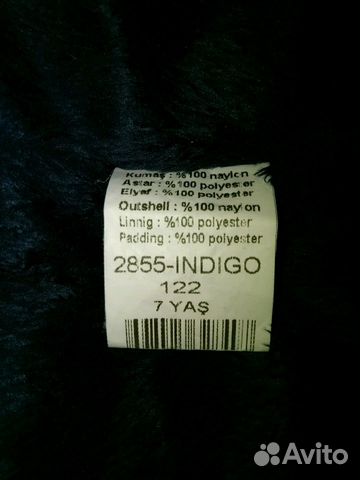 Kumaş : %100 naylon
Astar : %100 polyester
Elyaf : %100 polyester
Outshell : %100 naylon
Linnig : %100 polyester
Padding : %100 polyester
2855-INDIGO
122
7 YAŞ
Avito